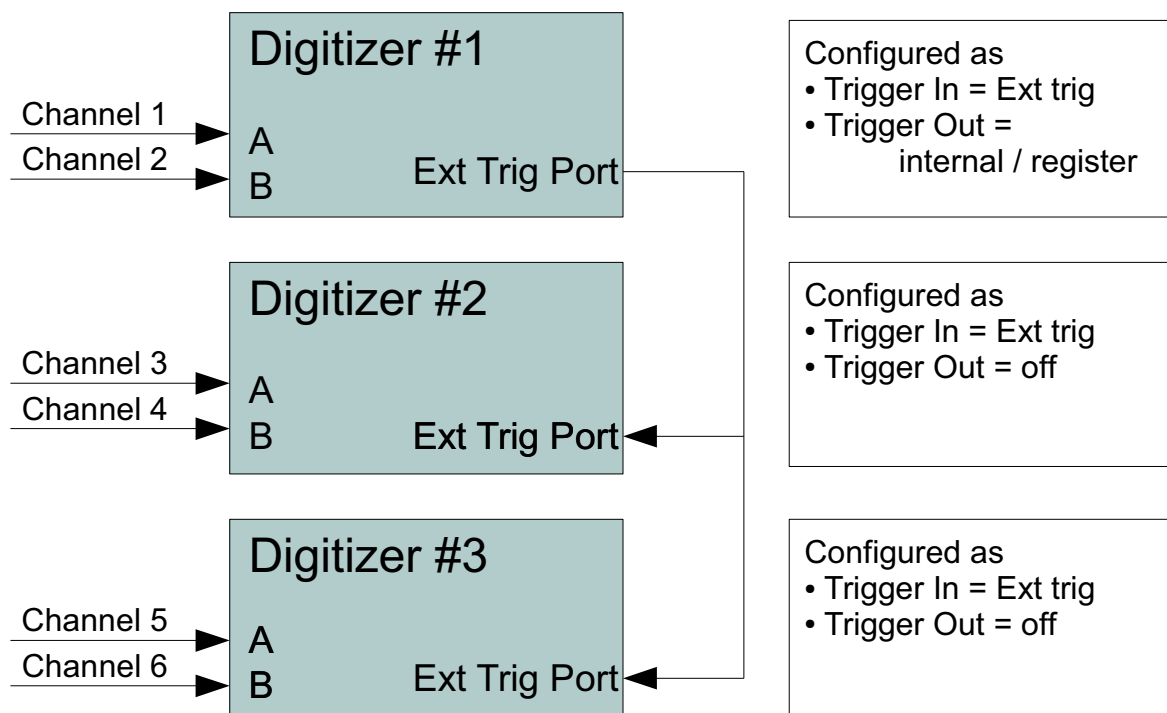 Digitizer #1
Channel 1
Channel 2
A
B
Ext Trig Port
Configured as
• Trigger In = Ext trig
• Trigger Out =
internal / register
Digitizer #2
Channel 3
Channel 4
A
B
Ext Trig Port
Configured as
• Trigger In = Ext trig
• Trigger Out = off
Digitizer #3
Channel 5
Channel 6
A
B
Ext Trig Port
Configured as
• Trigger In = Ext trig
• Trigger Out = off